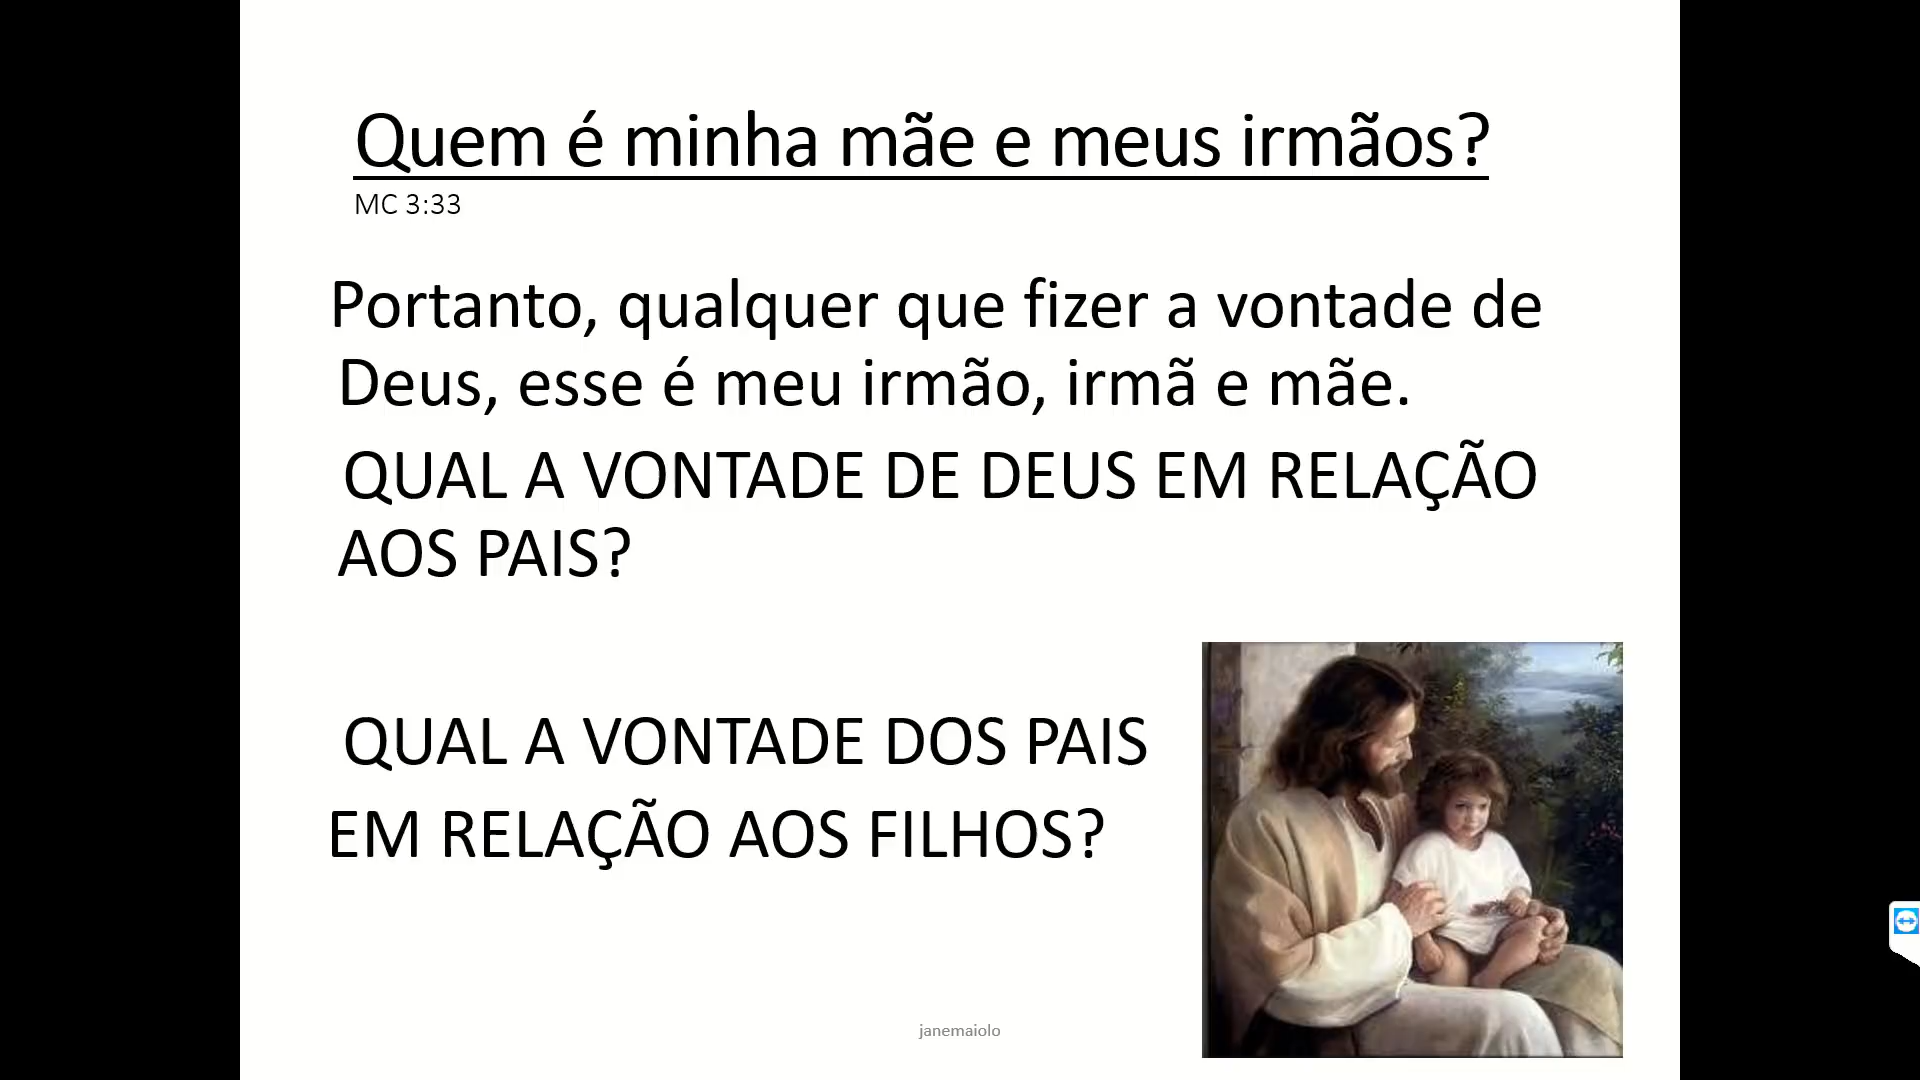 Quem é minha mãe e meus irmãos?
MC 3:33
Portanto, qualquer que fizer a vontade de
Deus, esse é meu irmão, irmã e mãe.
QUAL A VONTADE DE DEUS EM RELAÇÃO
AOS PAIS?
QUAL A VONTADE DOS PAIS
EM RELAÇÃO AOS FILHOS?
janemaiolo